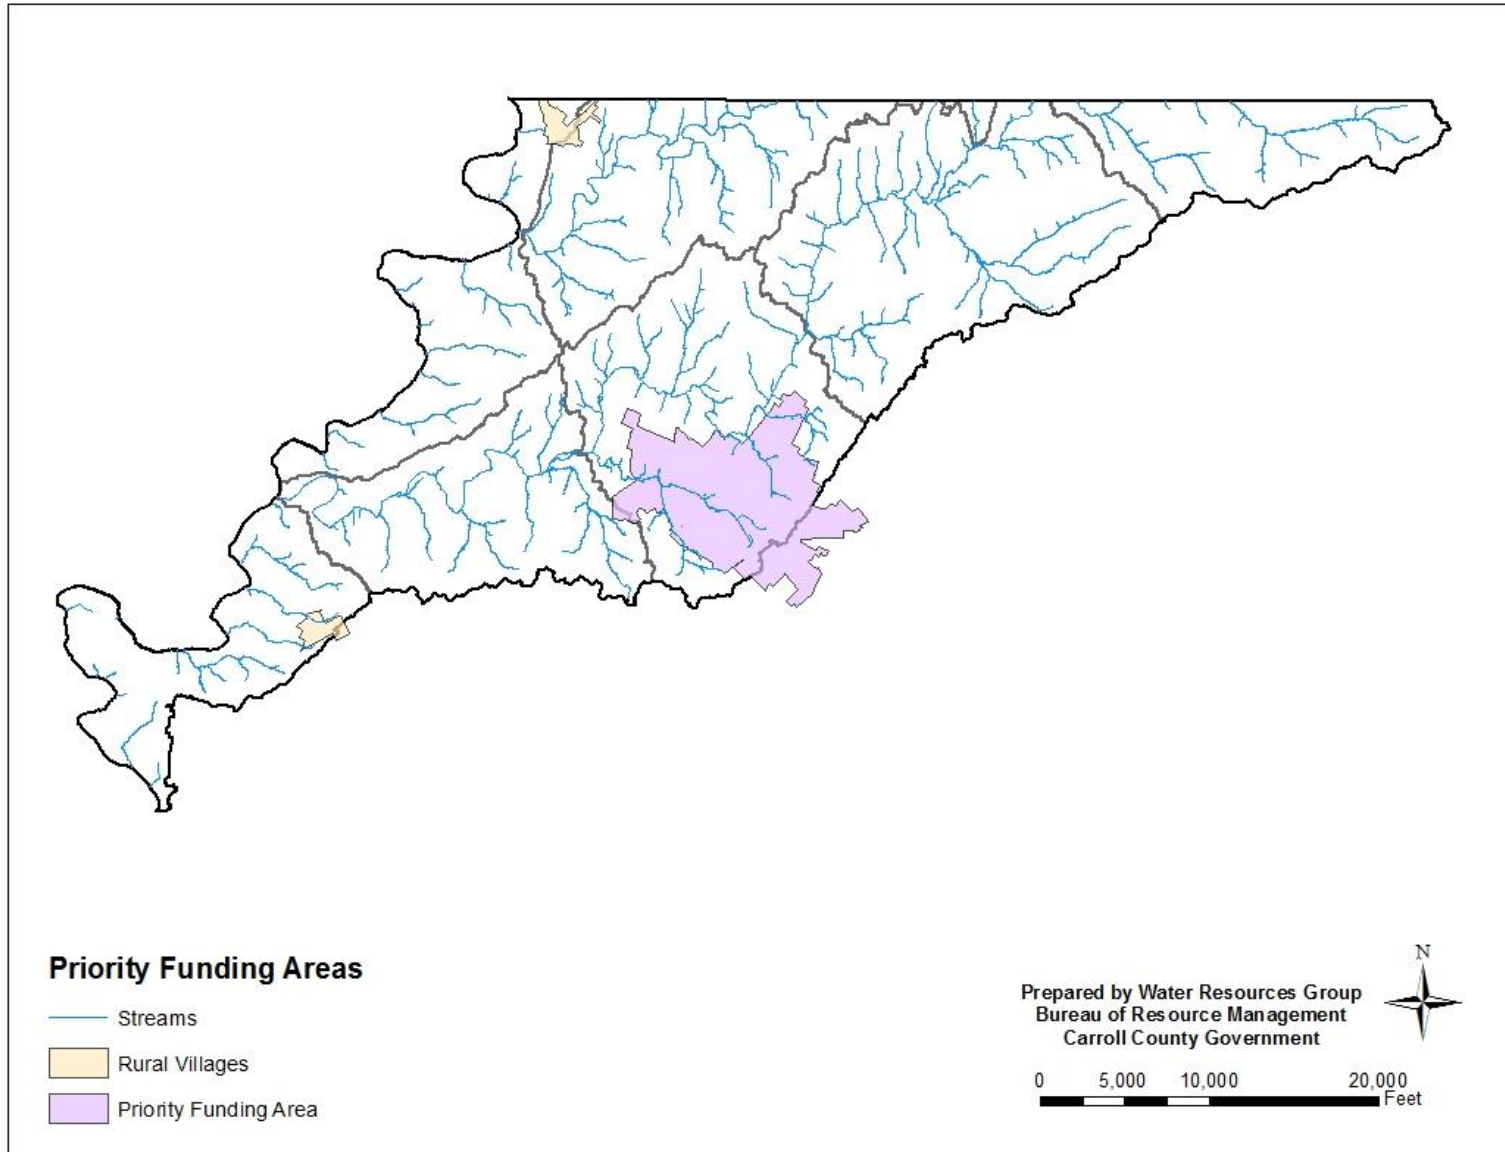 Priority Funding Areas
Streams
Rural Villages
Priority Funding Area
N
Prepared by Water Resources Group
Bureau of Resource Management
Carroll County Government
0 5,000 10,000 20,000
Feet